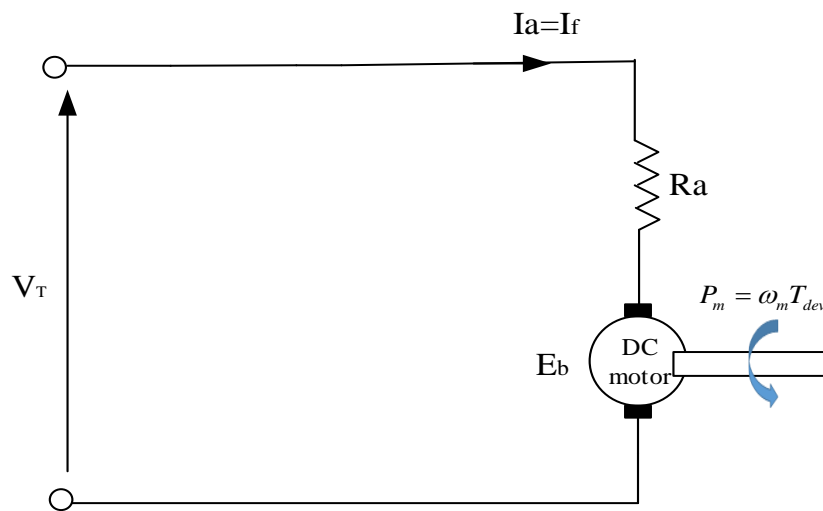 Ia=If
Ra
VT
Pm = ωmTdev
Eb
DC
motor